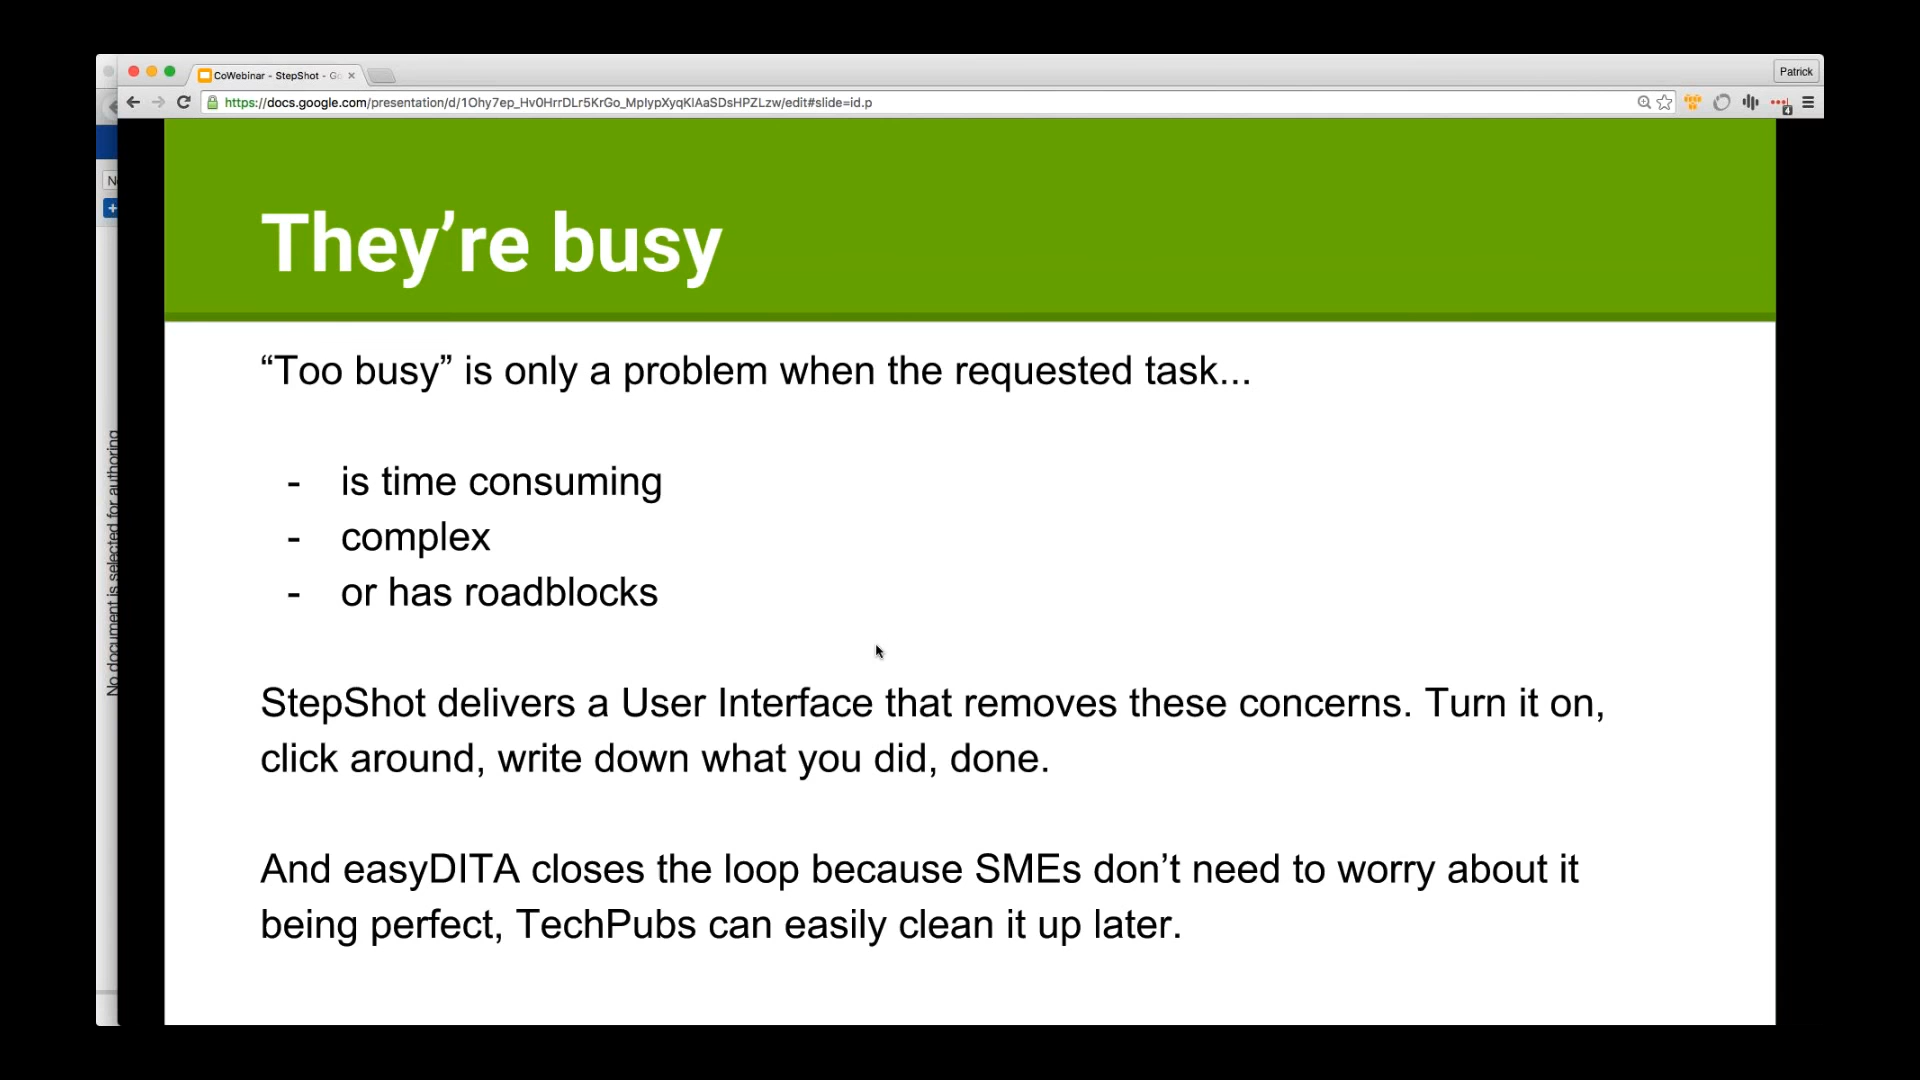 CoWebinar - StepShot - Go
Patrick
https://docs.google.com/presentation/d/1Ohy7ep_Hv0HrrDLr5KrGo_MpIypXyqKlAaSDsHPZLzw/edit#slide=id.p
4
They’re busy
“Too busy” is only a problem when the requested task...
- is time consuming
- complex
- or has roadblocks
StepShot delivers a User Interface that removes these concerns. Turn it on,
click around, write down what you did, done.
And easyDITA closes the loop because SMEs don’t need to worry about it
being perfect, TechPubs can easily clean it up later.
No document is selected for authoring